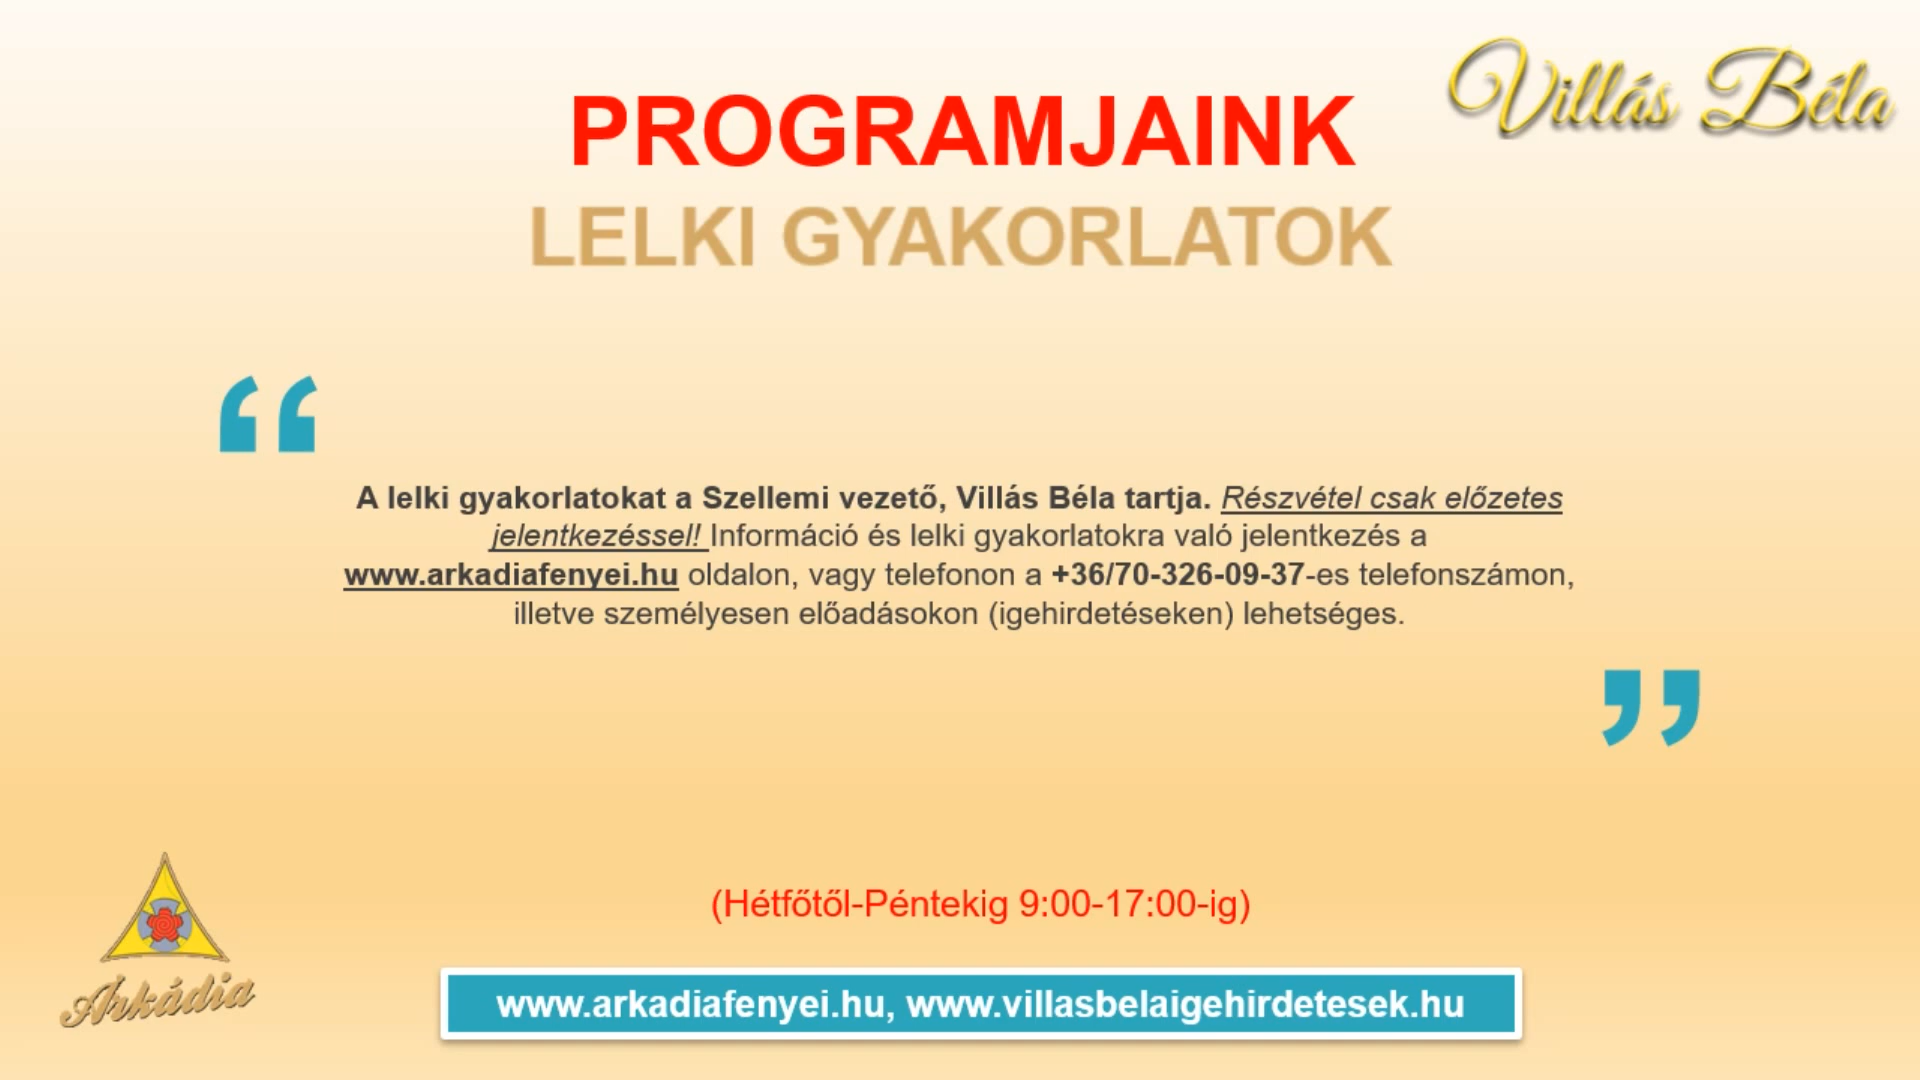 Villás Béla
PROGRAMJAINK
LELKI GYAKORLATOK
“
A lelki gyakorlatokat a Szellemi vezető, Villás Béla tartja. Részvétel csak előzetes
jelentkezéssel! Információ és lelki gyakorlatokra való jelentkezés a
www.arkadiafenyei.hu oldalon, vagy telefonon a +36/70-326-09-37-es telefonszámon,
illetve személyesen előadásokon (igehirdetéseken) lehetséges.
”
(Hétfőtől-Péntekig 9:00-17:00-ig)
Árkádia
www.arkadiafenyei.hu, www.villasbelaigehirdetesek.hu